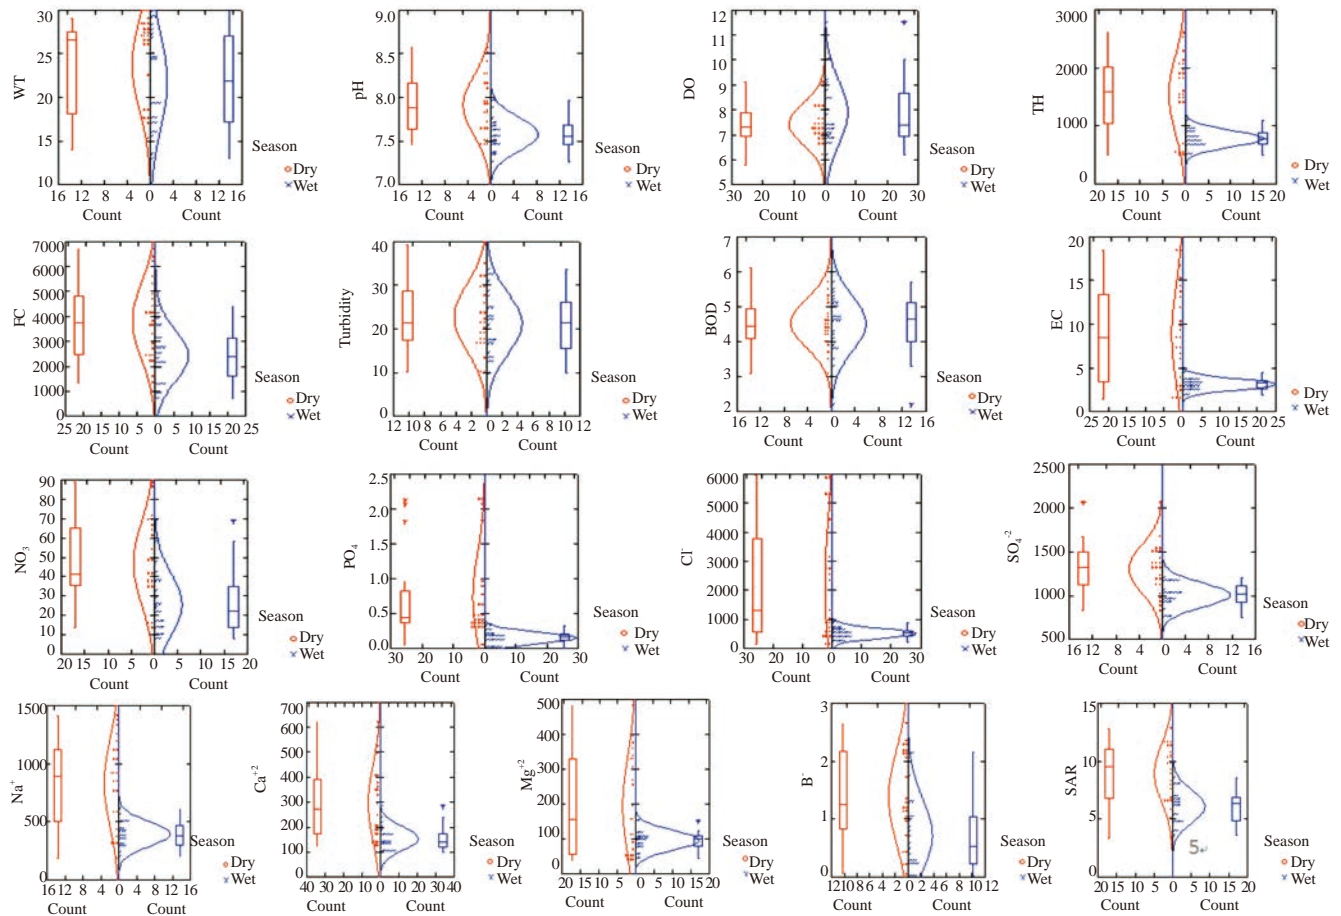 30
25
20
15
10
WT
16 12 8 4 0 4 8 12 16
Count Count
Season
Dry
Wet
9.0
8.5
8.0
7.5
7.0
pH
16 12 8 4 0 4 8 12 16
Count Count
Season
Dry
Wet
12
11
10
9
8
7
6
5
DO
30 20 10 0 10 20 30
Count Count
Season
Dry
Wet
3000
2000
1000
0
TH
20 15 10 5 0 5 10 15 20
Count Count
Season
Dry
Wet
7000
6000
5000
4000
3000
2000
1000
0
FC
25 20 15 10 5 0 5 10 15 20 25
Count Count
Season
Dry
Wet
40
30
20
10
0
Turbidity
12 10 8 6 4 2 0 2 4 6 8 10 12
Count Count
Season
Dry
Wet
7
6
5
4
3
2
BOD
16 12 8 4 0 4 8 12 16
Count Count
Season
Dry
Wet
20
15
10
5
0
EC
25 20 15 10 5 0 5 10 15 20 25
Count Count
Season
Dry
Wet
90
80
70
60
50
40
30
20
10
0
NO₃
20 15 10 5 0 5 10 15 20
Count Count
Season
Dry
Wet
2.5
2.0
1.5
1.0
0.5
0.0
PO₄
30 20 10 0 10 20 30
Count Count
Season
Dry
Wet
6000
5000
4000
3000
2000
1000
0
Cl⁻
30 20 10 0 10 20 30
Count Count
Season
Dry
Wet
2500
2000
1500
1000
500
SO₄⁻²
16 12 8 4 0 4 8 12 16
Count Count
Season
Dry
Wet
1500
1000
500
0
Na⁺
16 12 8 4 0 4 8 12 16
Count Count
Season
Dry
Wet
700
600
500
400
300
200
100
0
Ca⁺²
40 30 20 10 0 10 20 30 40
Count Count
Season
Dry
Wet
500
400
300
200
100
0
Mg⁺²
20 15 10 5 0 5 10 15 20
Count Count
Season
Dry
Wet
3
2
1
0
B⁻
12 10 8 6 4 2 0 2 4 6 8 10 12
Count Count
Season
Dry
Wet
15
10
5
0
SAR
5↵
20 15 10 5 0 5 10 15 20
Count Count
Season
Dry
Wet